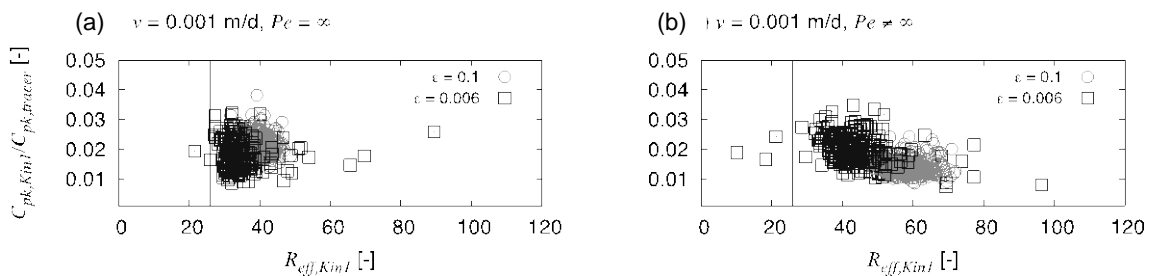 (a) v = 0.001 m/d, Pe = ∞
C_pk,Kin1/C_pk,tracer [-]
0.05
0.04
0.03
0.02
0.01
ε = 0.1
ε = 0.006
0 20 40 60 80 100 120
R_eff,Kin1 [-]
(b) v = 0.001 m/d, Pe ≠ ∞
0.05
0.04
0.03
0.02
0.01
ε = 0.1
ε = 0.006
0 20 40 60 80 100 120
R_eff,Kin1 [-]